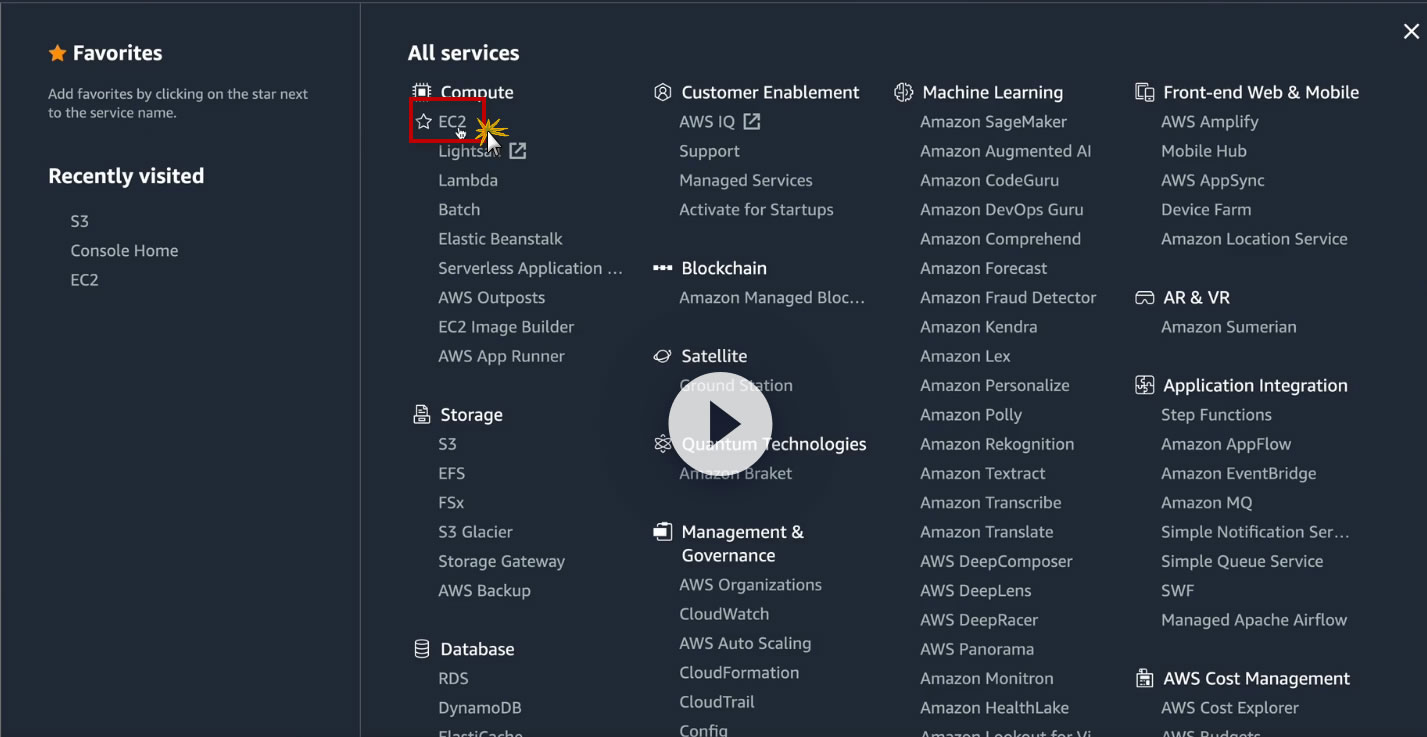 Favorites
Add favorites by clicking on the star next
to the service name.
Recently visited
S3
Console Home
EC2
All services
Compute
EC2
Lambda
Batch
Elastic Beanstalk
Serverless Application ...
AWS Outposts
EC2 Image Builder
AWS App Runner
Storage
S3
EFS
FSx
S3 Glacier
Storage Gateway
AWS Backup
Database
RDS
DynamoDB
ElastiCache
Customer Enablement
AWS IQ
Support
Managed Services
Activate for Startups
Blockchain
Amazon Managed Bloc...
Satellite
Ground Station
Quantum Technologies
Amazon Braket
Management &
Governance
AWS Organizations
CloudWatch
AWS Auto Scaling
CloudFormation
CloudTrail
Config
Machine Learning
Amazon SageMaker
Amazon Augmented AI
Amazon CodeGuru
Amazon DevOps Guru
Amazon Comprehend
Amazon Forecast
Amazon Fraud Detector
Amazon Kendra
Amazon Lex
Amazon Personalize
Amazon Polly
Amazon Rekognition
Amazon Textract
Amazon Transcribe
Amazon Translate
AWS DeepComposer
AWS DeepLens
AWS DeepRacer
AWS Panorama
Amazon Monitron
Amazon HealthLake
Amazon Lookout for Vi...
Front-end Web & Mobile
AWS Amplify
Mobile Hub
AWS AppSync
Device Farm
Amazon Location Service
AR & VR
Amazon Sumerian
Application Integration
Step Functions
Amazon AppFlow
Amazon EventBridge
Amazon MQ
Simple Notification Ser...
Simple Queue Service
SWF
Managed Apache Airflow
AWS Cost Management
AWS Cost Explorer
AWS Budgets